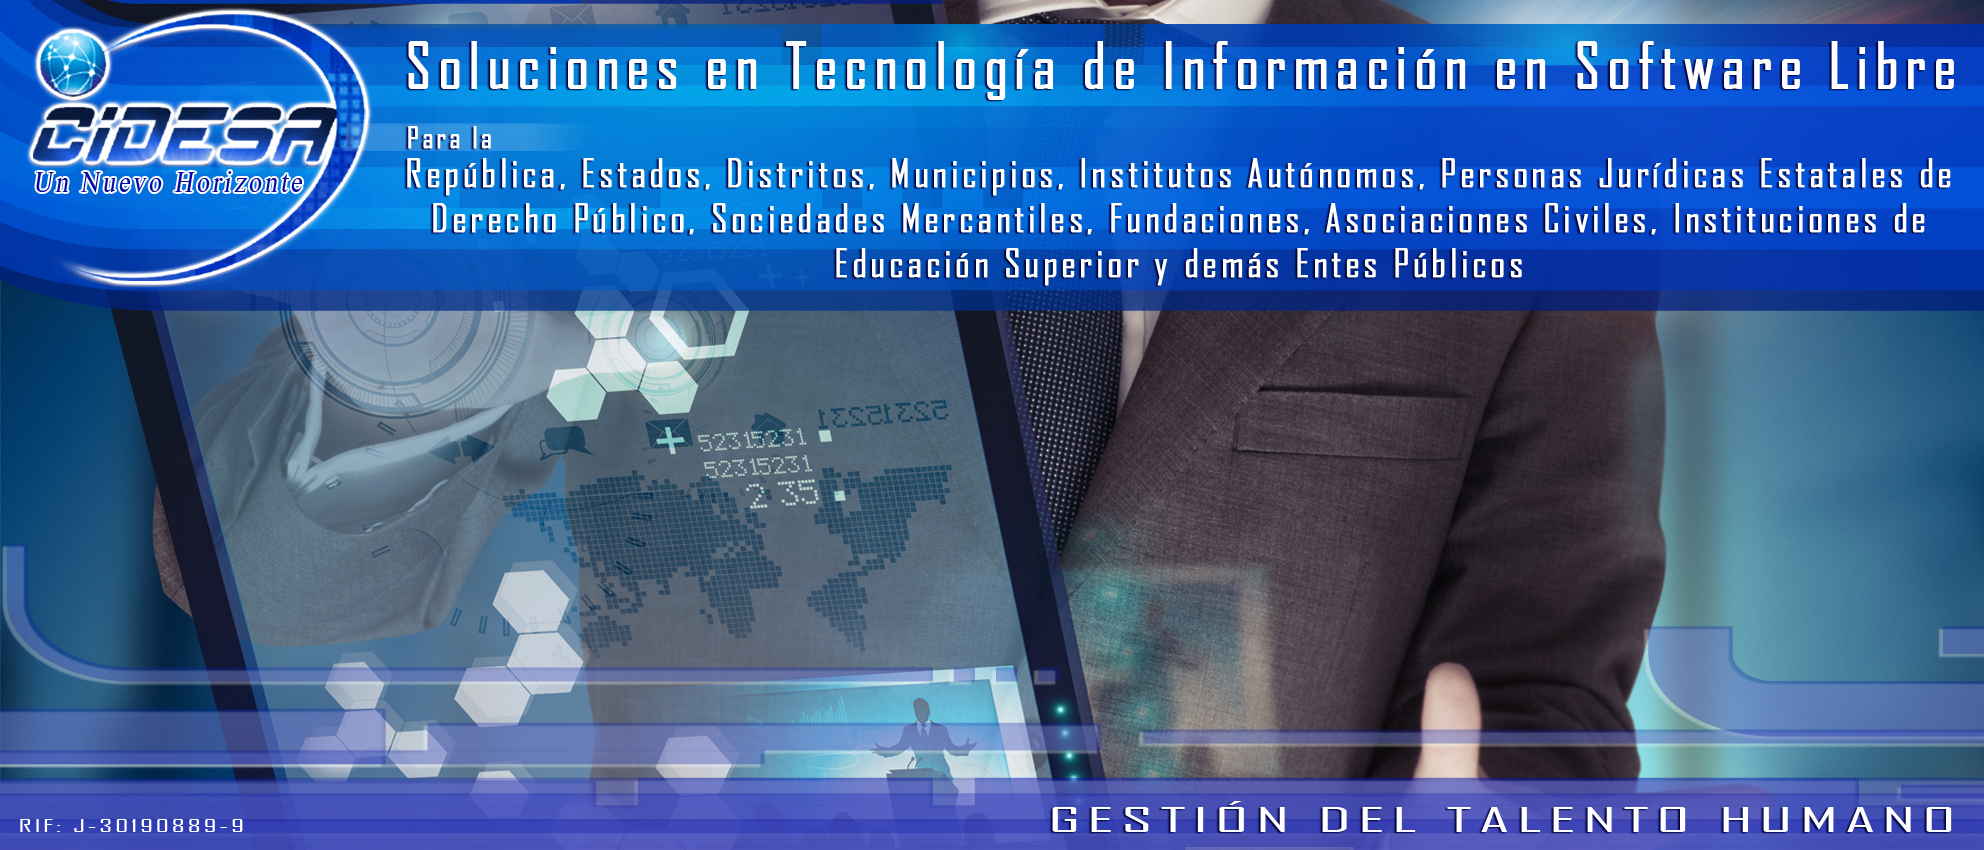 CIDESA
Un Nuevo Horizonte
Soluciones en Tecnología de Información en Software Libre
Para la
República, Estados, Distritos, Municipios, Institutos Autónomos, Personas Jurídicas Estatales de
Derecho Público, Sociedades Mercantiles, Fundaciones, Asociaciones Civiles, Instituciones de
Educación Superior y demás Entes Públicos
52315231
52315231
52315231
52315231
2 35
RIF: J-30190889-9
GESTIÓN DEL TALENTO HUMANO